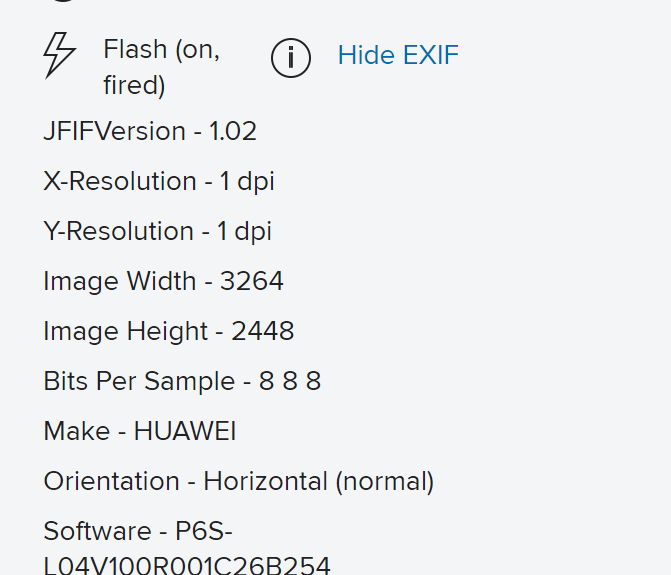 Flash (on,
fired)
Hide EXIF
JFIFVersion - 1.02
X-Resolution - 1 dpi
Y-Resolution - 1 dpi
Image Width - 3264
Image Height - 2448
Bits Per Sample - 8 8 8
Make - HUAWEI
Orientation - Horizontal (normal)
Software - P6S-
L04V100R001C26B254